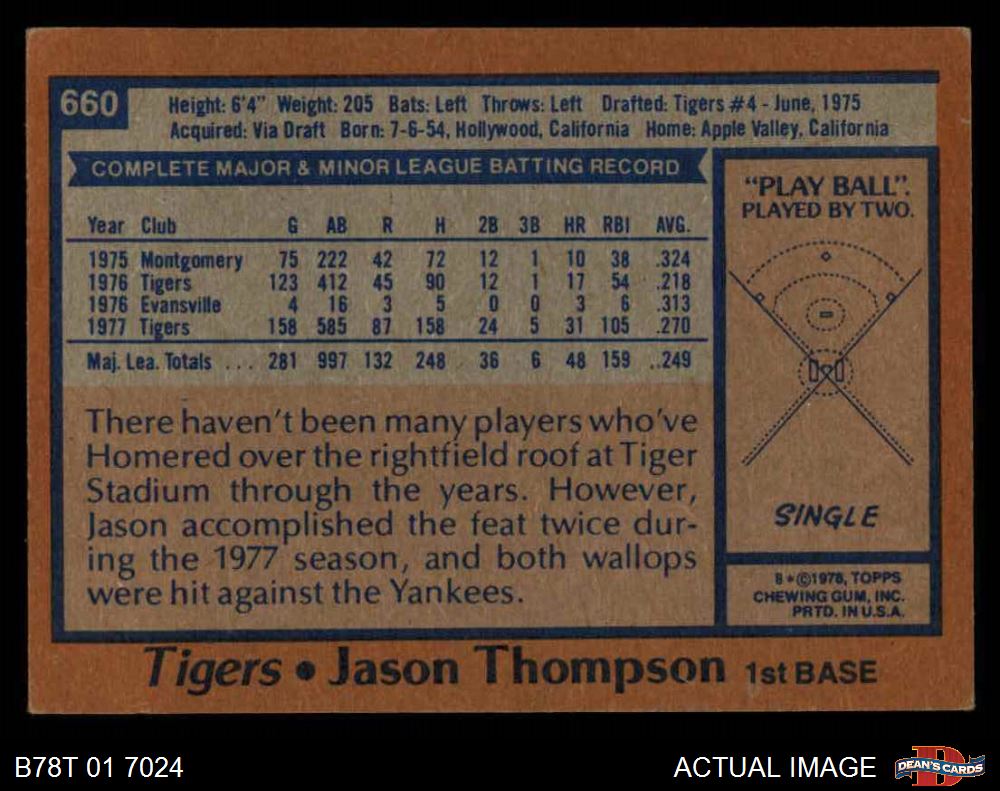 660
Height: 6'4" Weight: 205 Bats: Left Throws: Left Drafted: Tigers #4 - June, 1975
Acquired: Via Draft Born: 7-6-54, Hollywood, California Home: Apple Valley, California
COMPLETE MAJOR & MINOR LEAGUE BATTING RECORD
Year Club G AB R H 2B 3B HR RBI AVG.
1975 Montgomery 75 222 42 72 12 1 10 38 .324
1976 Tigers 123 412 45 90 12 1 17 54 .218
1976 Evansville 4 16 3 5 0 0 3 6 .313
1977 Tigers 158 585 87 158 24 5 31 105 .270
Maj. Lea. Totals ... 281 997 132 248 36 6 48 159 ..249
There haven't been many players who've
Homered over the rightfield roof at Tiger
Stadium through the years. However,
Jason accomplished the feat twice dur-
ing the 1977 season, and both wallops
were hit against the Yankees.
"PLAY BALL".
PLAYED BY TWO.
SINGLE
8 * © 1978, TOPPS
CHEWING GUM, INC.
PRTD. IN U.S.A.
Tigers • Jason Thompson 1st BASE
B78T 01 7024
ACTUAL IMAGE
DEAN'S CARDS